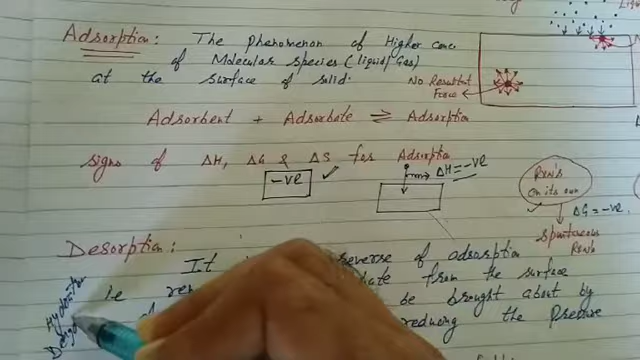 Adsorption: The Phenomenon of Higher conc
of Molecular species (liquid/Gas)
at the surface of solid.
No Resultant
Force
Adsorbent + Adsorbate ⇌ Adsorption
signs of ΔH, ΔG & ΔS for Adsorptio
-ve ✓
ΔH = -ve
Rxn's
on its own
ΔG = -ve
spontaneous
Rxn's
Desorption: It reverse of adsorption
ie from the surface
be brought about by
reducing the Pressure